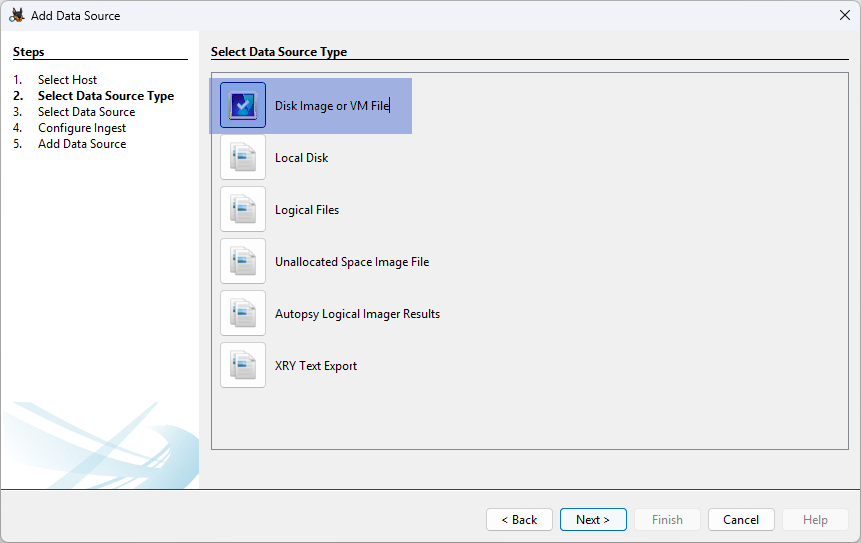 Add Data Source
Steps
1. Select Host
2. Select Data Source Type
3. Select Data Source
4. Configure Ingest
5. Add Data Source
Select Data Source Type
Disk Image or VM File
Local Disk
Logical Files
Unallocated Space Image File
Autopsy Logical Imager Results
XRY Text Export
< Back
Next >
Finish
Cancel
Help